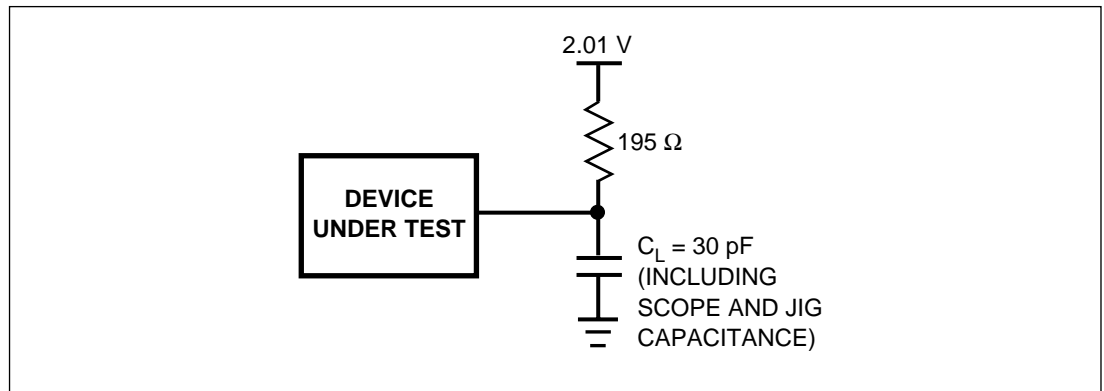 2.01 V
195 Ω
DEVICE
UNDER TEST
C_L = 30 pF
(INCLUDING
SCOPE AND JIG
CAPACITANCE)